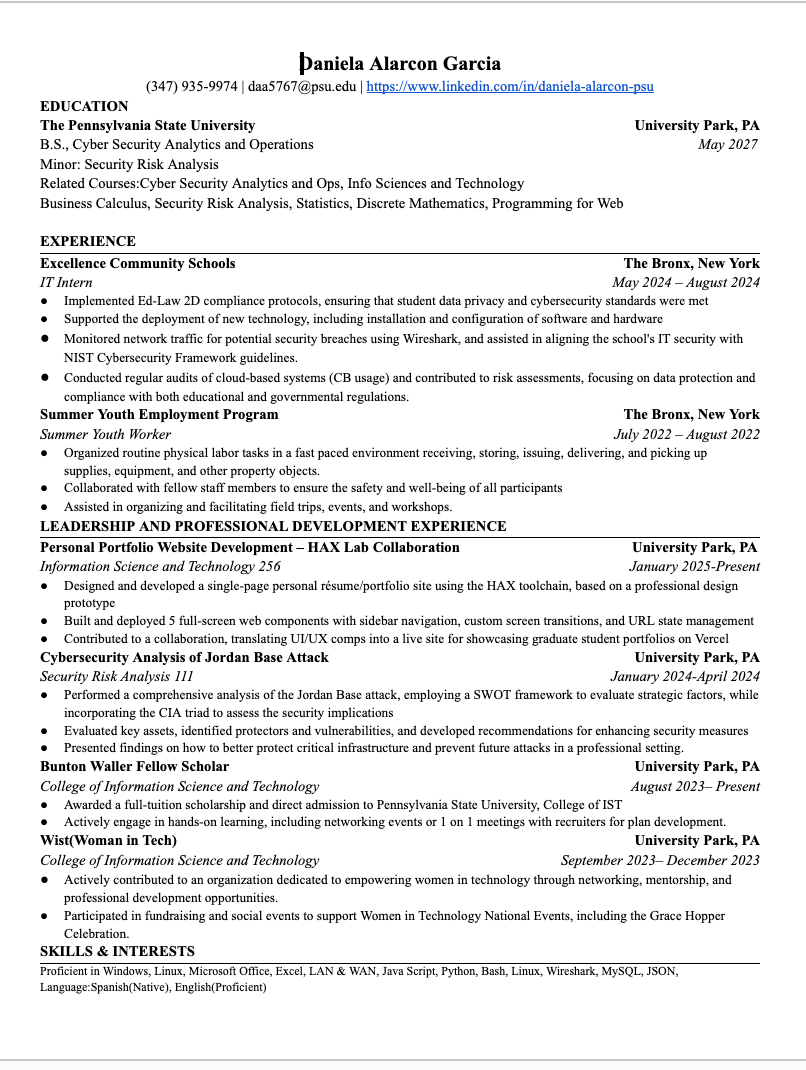 Daniela Alarcon Garcia
(347) 935-9974 | daa5767@psu.edu | https://www.linkedin.com/in/daniela-alarcon-psu
EDUCATION
The Pennsylvania State University University Park, PA
B.S., Cyber Security Analytics and Operations May 2027
Minor: Security Risk Analysis
Related Courses:Cyber Security Analytics and Ops, Info Sciences and Technology
Business Calculus, Security Risk Analysis, Statistics, Discrete Mathematics, Programming for Web
EXPERIENCE
Excellence Community Schools The Bronx, New York
IT Intern May 2024 – August 2024
● Implemented Ed-Law 2D compliance protocols, ensuring that student data privacy and cybersecurity standards were met
● Supported the deployment of new technology, including installation and configuration of software and hardware
● Monitored network traffic for potential security breaches using Wireshark, and assisted in aligning the school's IT security with
NIST Cybersecurity Framework guidelines.
● Conducted regular audits of cloud-based systems (CB usage) and contributed to risk assessments, focusing on data protection and
compliance with both educational and governmental regulations.
Summer Youth Employment Program The Bronx, New York
Summer Youth Worker July 2022 – August 2022
● Organized routine physical labor tasks in a fast paced environment receiving, storing, issuing, delivering, and picking up
supplies, equipment, and other property objects.
● Collaborated with fellow staff members to ensure the safety and well-being of all participants
● Assisted in organizing and facilitating field trips, events, and workshops.
LEADERSHIP AND PROFESSIONAL DEVELOPMENT EXPERIENCE
Personal Portfolio Website Development – HAX Lab Collaboration University Park, PA
Information Science and Technology 256 January 2025-Present
● Designed and developed a single-page personal résume/portfolio site using the HAX toolchain, based on a professional design
prototype
● Built and deployed 5 full-screen web components with sidebar navigation, custom screen transitions, and URL state management
● Contributed to a collaboration, translating UI/UX comps into a live site for showcasing graduate student portfolios on Vercel
Cybersecurity Analysis of Jordan Base Attack University Park, PA
Security Risk Analysis 111 January 2024-April 2024
● Performed a comprehensive analysis of the Jordan Base attack, employing a SWOT framework to evaluate strategic factors, while
incorporating the CIA triad to assess the security implications
● Evaluated key assets, identified protectors and vulnerabilities, and developed recommendations for enhancing security measures
● Presented findings on how to better protect critical infrastructure and prevent future attacks in a professional setting.
Bunton Waller Fellow Scholar University Park, PA
College of Information Science and Technology August 2023– Present
● Awarded a full-tuition scholarship and direct admission to Pennsylvania State University, College of IST
● Actively engage in hands-on learning, including networking events or 1 on 1 meetings with recruiters for plan development.
Wist(Woman in Tech) University Park, PA
College of Information Science and Technology September 2023– December 2023
● Actively contributed to an organization dedicated to empowering women in technology through networking, mentorship, and
professional development opportunities.
● Participated in fundraising and social events to support Women in Technology National Events, including the Grace Hopper
Celebration.
SKILLS & INTERESTS
Proficient in Windows, Linux, Microsoft Office, Excel, LAN & WAN, Java Script, Python, Bash, Linux, Wireshark, MySQL, JSON,
Language:Spanish(Native), English(Proficient)